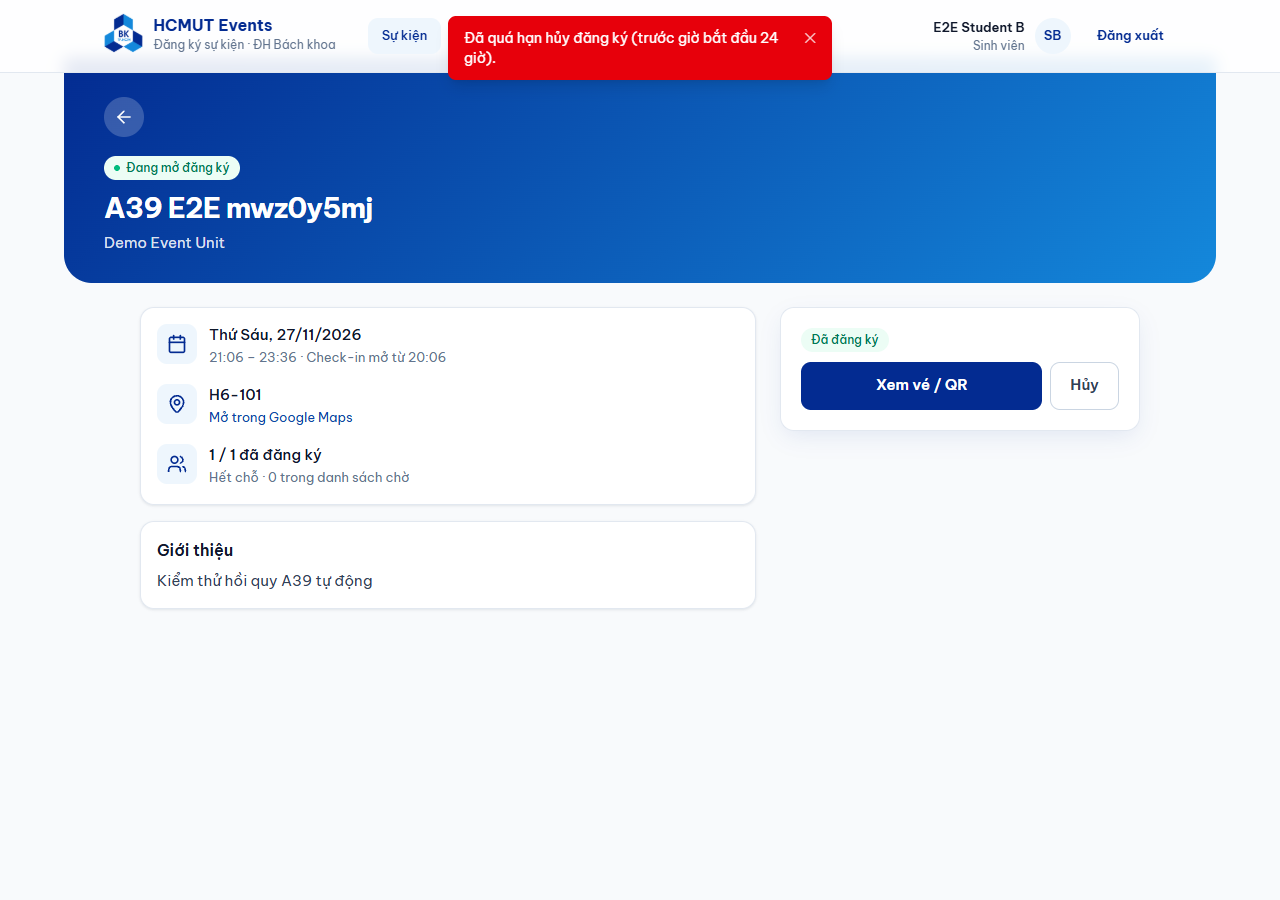 BK
HCMUT Events
Đăng ký sự kiện · ĐH Bách khoa
Sự kiện
Đã quá hạn hủy đăng ký (trước giờ bắt đầu 24
giờ).
E2E Student B
Sinh viên
SB
Đăng xuất
Đang mở đăng ký
A39 E2E mwz0y5mj
Demo Event Unit
Thứ Sáu, 27/11/2026
21:06 – 23:36 · Check-in mở từ 20:06
H6-101
Mở trong Google Maps
1 / 1 đã đăng ký
Hết chỗ · 0 trong danh sách chờ
Đã đăng ký
Xem vé / QR
Hủy
Giới thiệu
Kiểm thử hồi quy A39 tự động